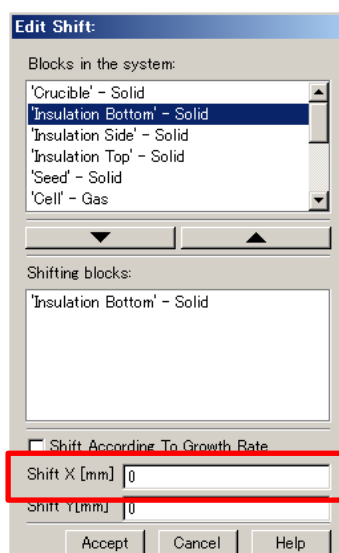 Edit Shift:
Blocks in the system:
'Crucible' - Solid
'Insulation Bottom' - Solid
'Insulation Side' - Solid
'Insulation Top' - Solid
'Seed' - Solid
'Cell' - Gas
Shifting blocks:
'Insulation Bottom' - Solid
Shift According To Growth Rate
Shift X [mm] 0
Shift Y[mm] 0
Accept Cancel Help